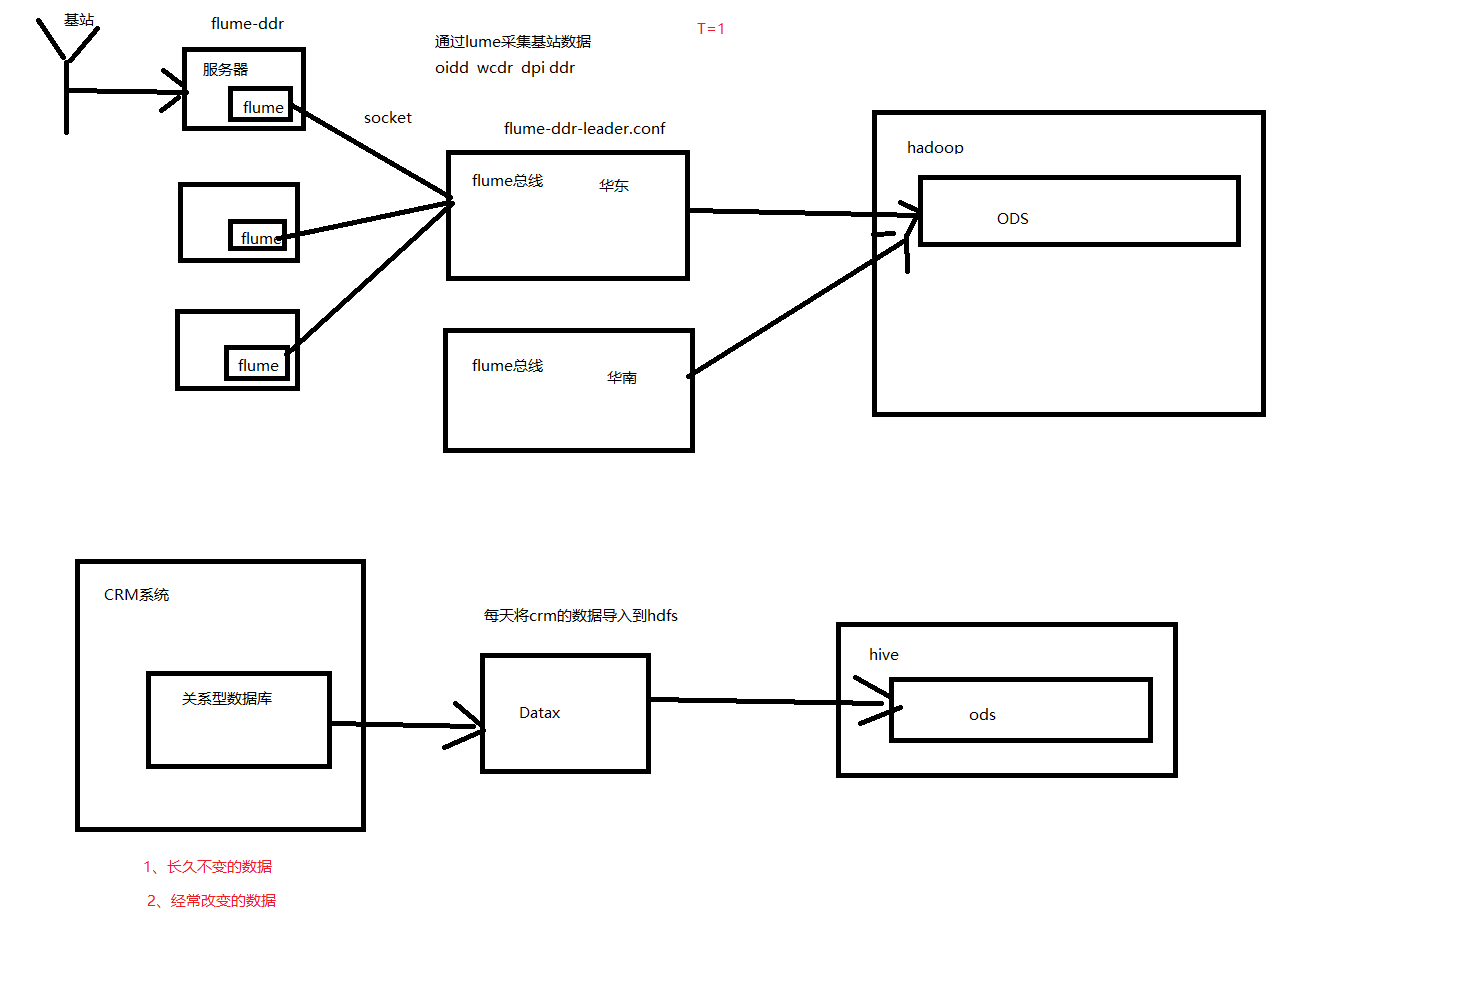 基站
flume-ddr
T=1
通过lume采集基站数据
oidd wcdr dpi ddr
服务器
flume
socket
flume-ddr-leader.conf
flume总线
华东
hadoop
ODS
flume
flume
flume总线
华南
CRM系统
关系型数据库
每天将crm的数据导入到hdfs
Datax
hive
ods
1、长久不变的数据
2、经常改变的数据